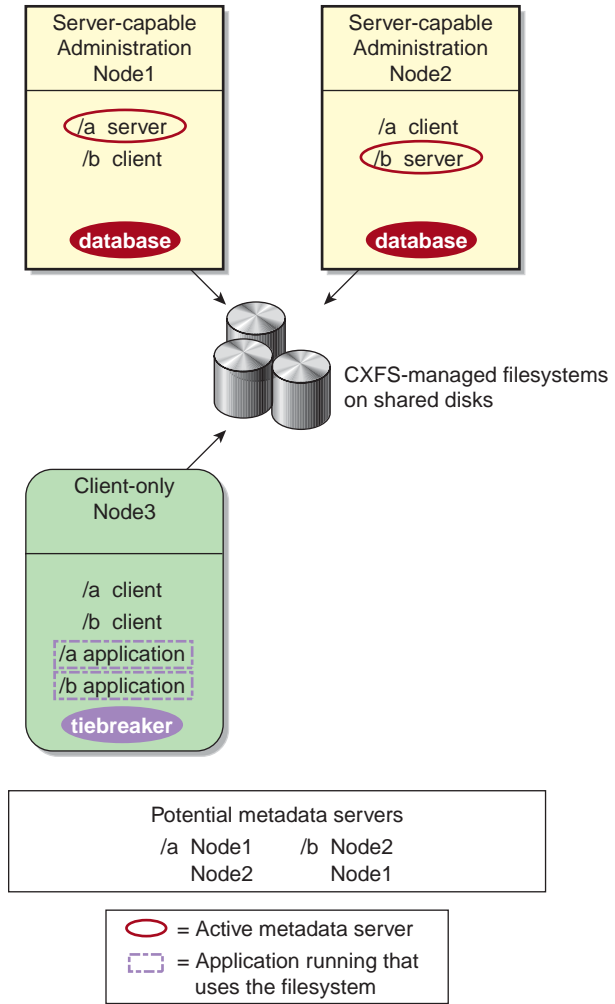 Server-capable
Administration
Node1
/a server
/b client
database
Server-capable
Administration
Node2
/a client
/b server
database
CXFS-managed filesystems
on shared disks
Client-only
Node3
/a client
/b client
/a application
/b application
tiebreaker
Potential metadata servers
/a Node1 /b Node2
Node2 Node1
= Active metadata server
= Application running that
uses the filesystem